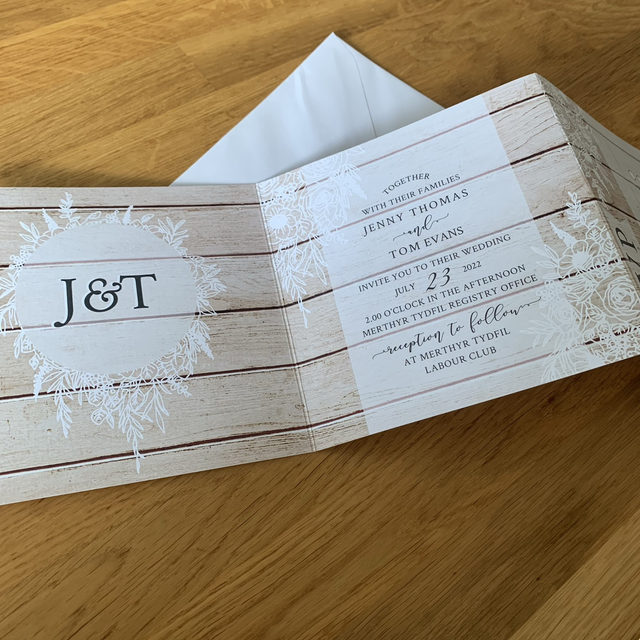 J&T
TOGETHER
WITH THEIR FAMILIES
JENNY THOMAS
and
TOM EVANS
INVITE YOU TO THEIR WEDDING
JULY 23 2022
2.00 O'CLOCK IN THE AFTERNOON
MERTHYR TYDFIL REGISTRY OFFICE
reception to follow
AT MERTHYR TYDFIL
LABOUR CLUB